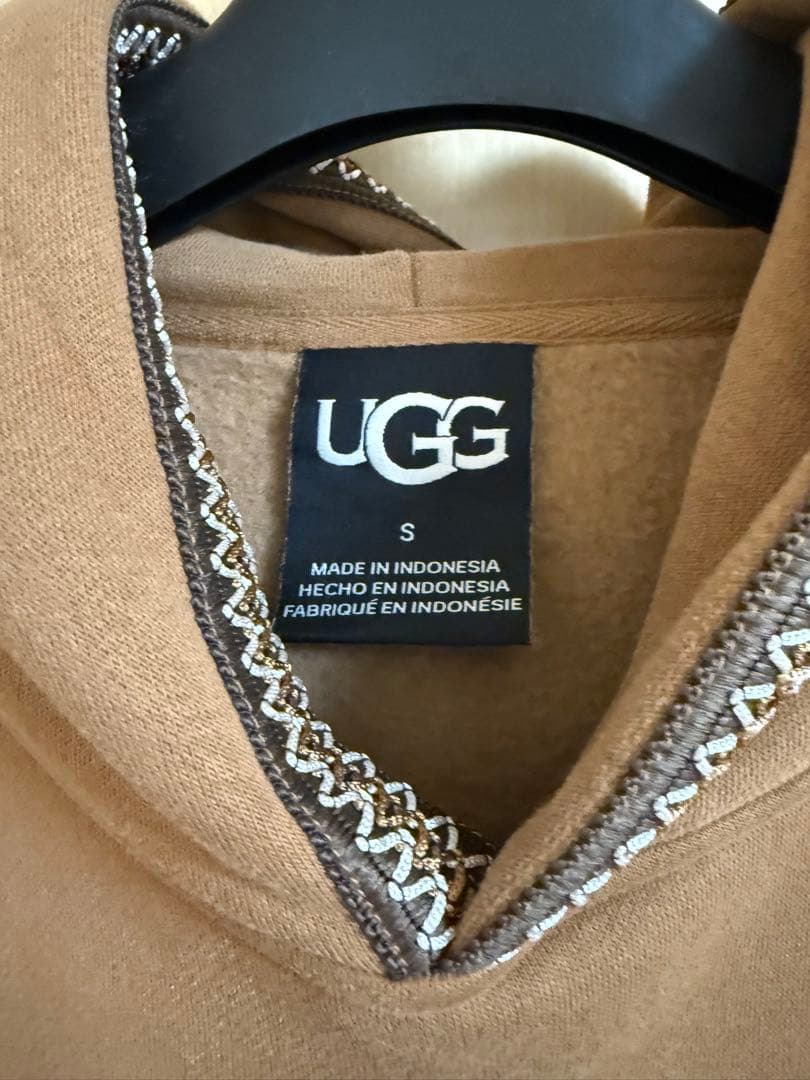 UGG
S
MADE IN INDONESIA
HECHO EN INDONESIA
FABRIQUÉ EN INDONÉSIE